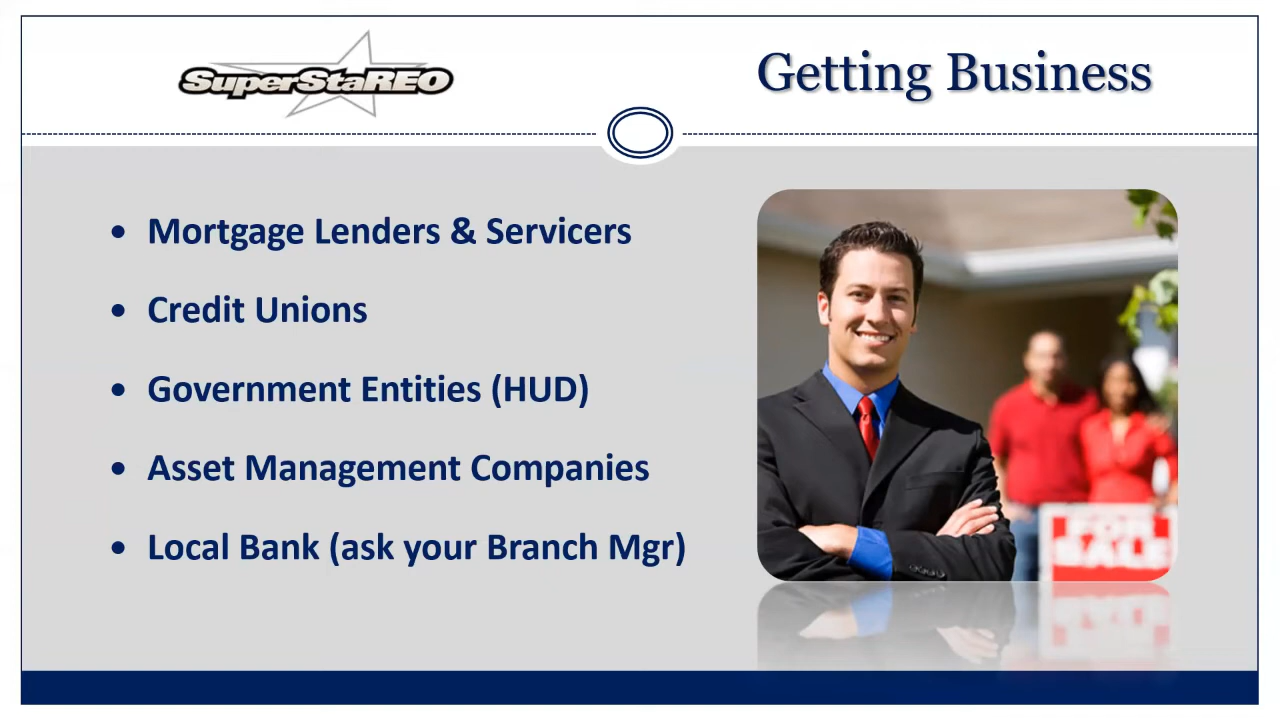 SuperStaREO
Getting Business
• Mortgage Lenders & Servicers
• Credit Unions
• Government Entities (HUD)
• Asset Management Companies
• Local Bank (ask your Branch Mgr)
FOR
SALE